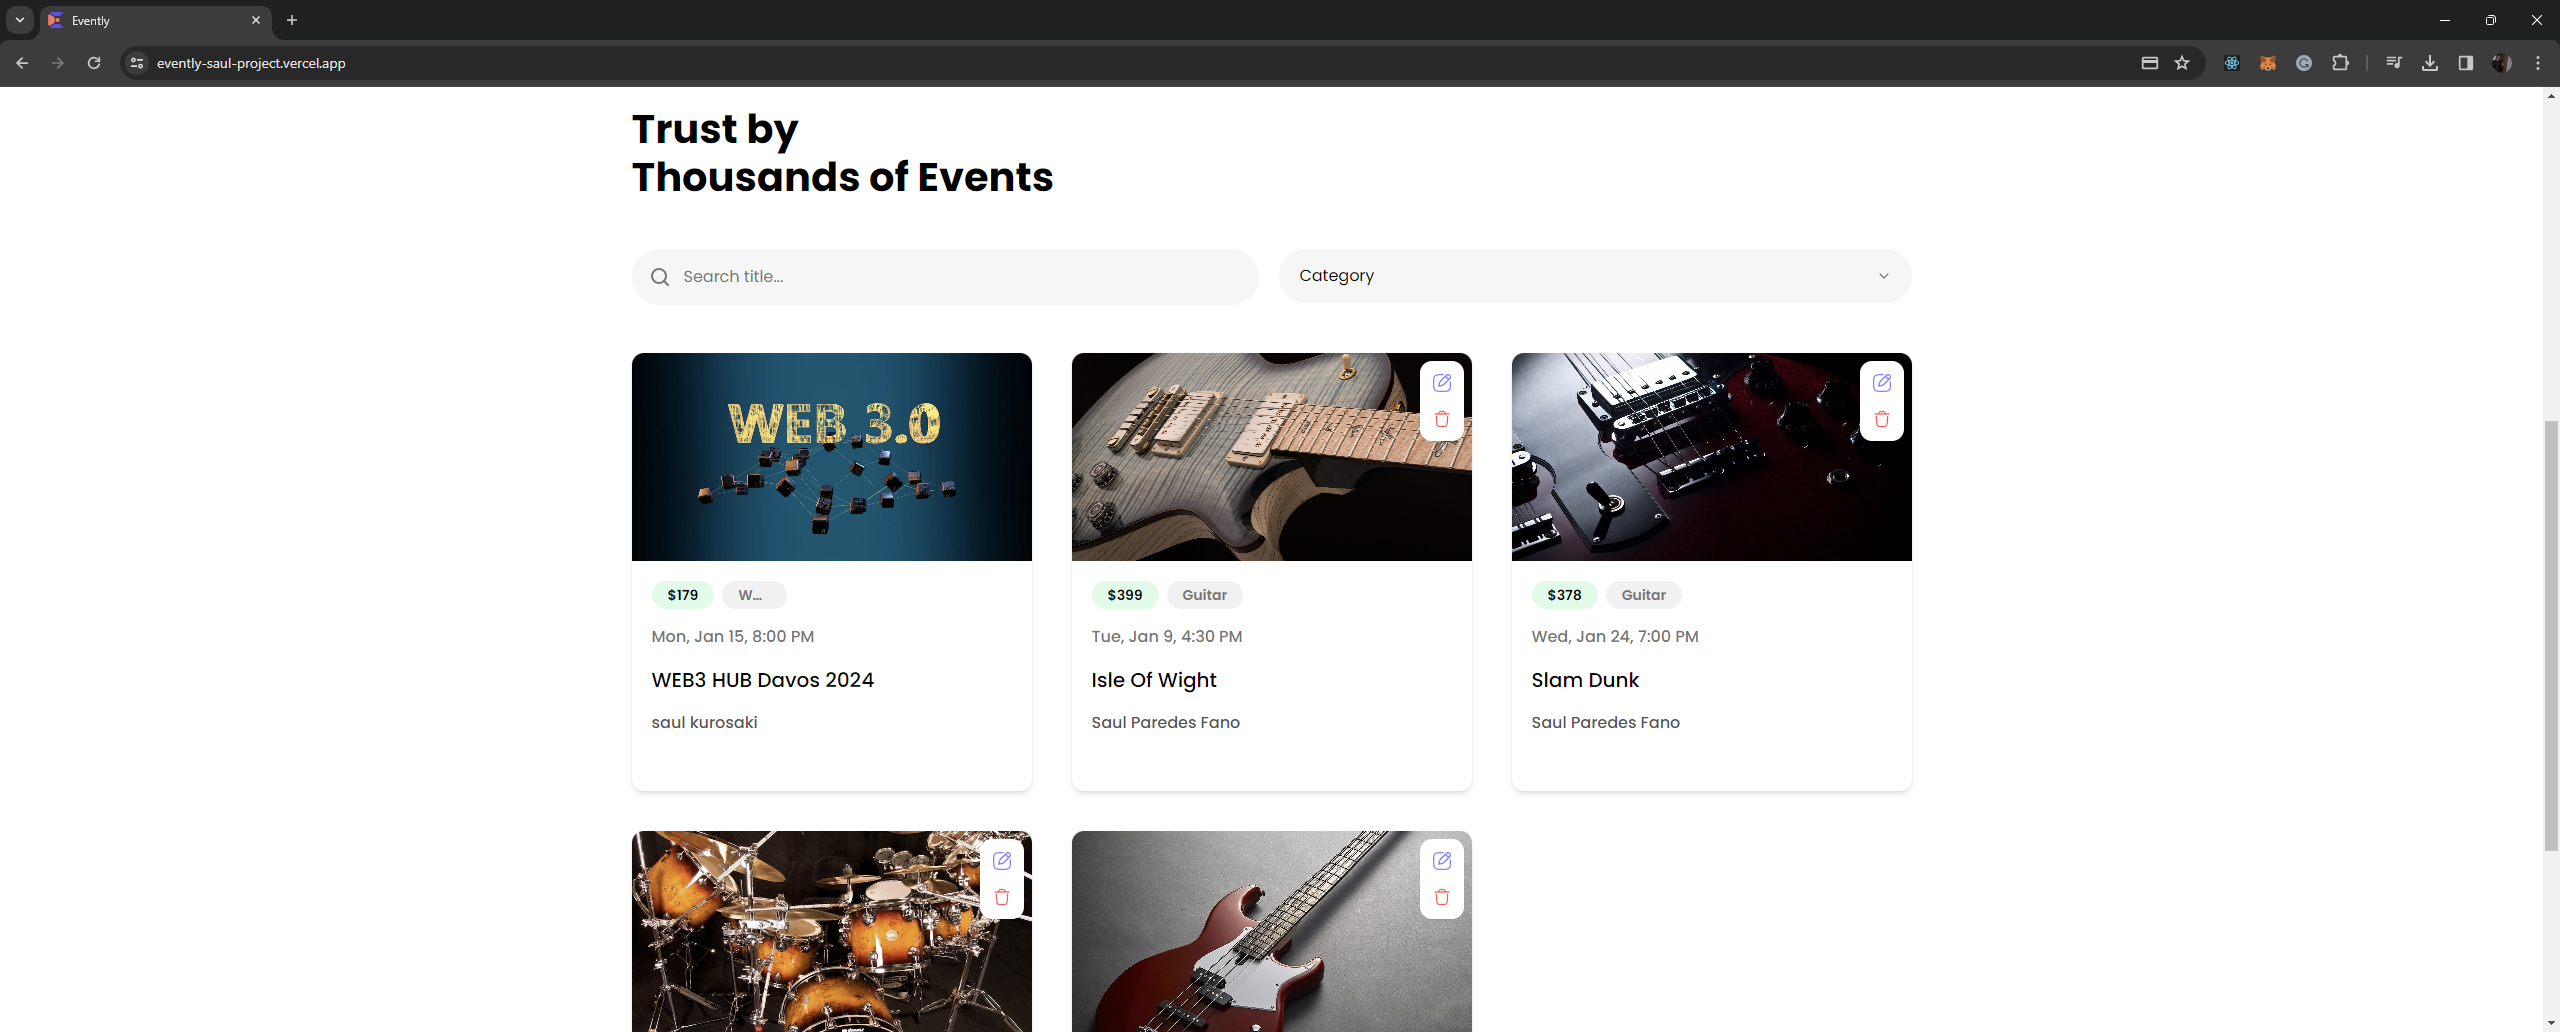 Evently
evently-saul-project.vercel.app
Trust by
Thousands of Events
Search title...
Category
WEB 3.0
$179
W...
Mon, Jan 15, 8:00 PM
WEB3 HUB Davos 2024
saul kurosaki
$399
Guitar
Tue, Jan 9, 4:30 PM
Isle Of Wight
Saul Paredes Fano
$378
Guitar
Wed, Jan 24, 7:00 PM
Slam Dunk
Saul Paredes Fano